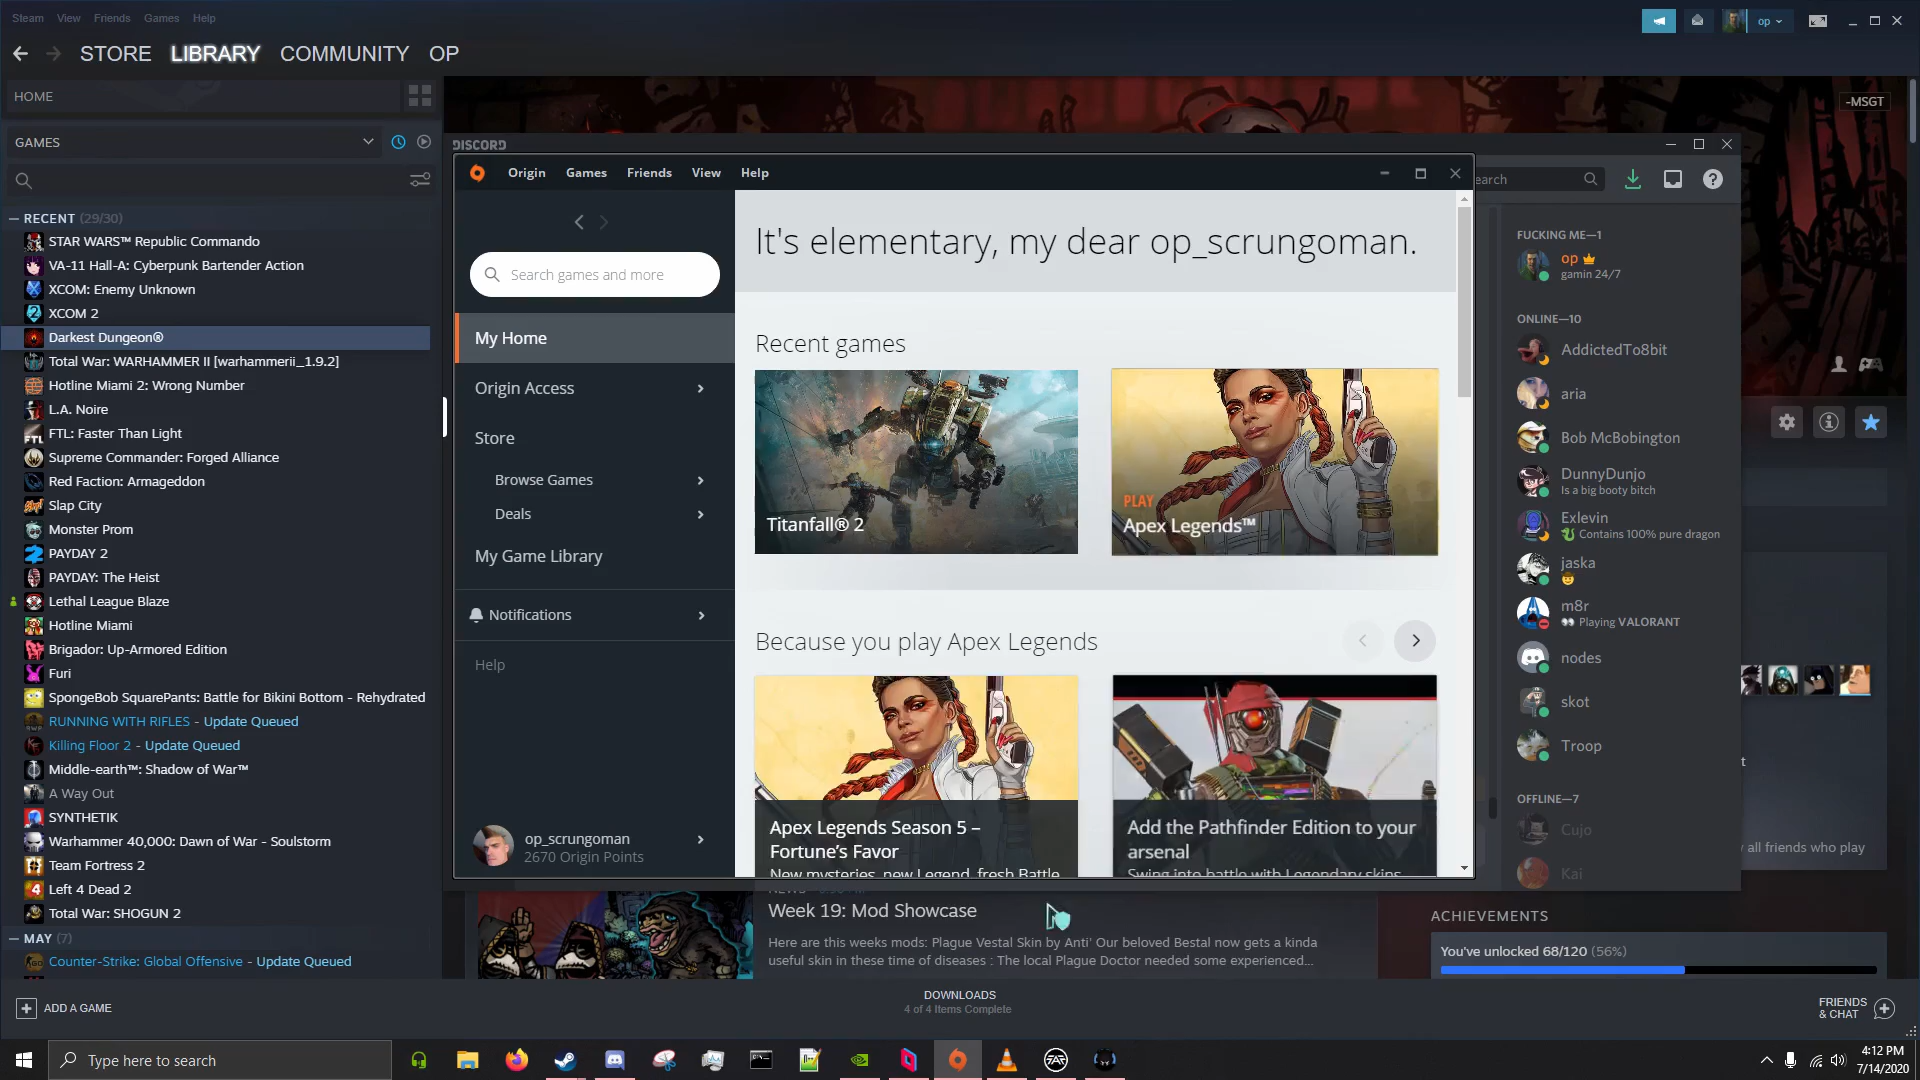 Steam View Friends Games Help
op
STORE LIBRARY COMMUNITY OP
HOME
-MSGT
GAMES
RECENT (29/30)
STAR WARS™ Republic Commando
VA-11 Hall-A: Cyberpunk Bartender Action
XCOM: Enemy Unknown
XCOM 2
Darkest Dungeon®
Total War: WARHAMMER II [warhammerii_1.9.2]
Hotline Miami 2: Wrong Number
L.A. Noire
FTL: Faster Than Light
Supreme Commander: Forged Alliance
Red Faction: Armageddon
Slap City
Monster Prom
PAYDAY 2
PAYDAY: The Heist
Lethal League Blaze
Hotline Miami
Brigador: Up-Armored Edition
Furi
SpongeBob SquarePants: Battle for Bikini Bottom - Rehydrated
RUNNING WITH RIFLES - Update Queued
Killing Floor 2 - Update Queued
Middle-earth™: Shadow of War™
A Way Out
SYNTHETIK
Warhammer 40,000: Dawn of War - Soulstorm
Team Fortress 2
Left 4 Dead 2
Total War: SHOGUN 2
MAY (7)
Counter-Strike: Global Offensive - Update Queued
ADD A GAME
DISCORD
Origin Games Friends View Help
Search games and more
My Home
Origin Access
Store
Browse Games
Deals
My Game Library
Notifications
Help
op_scrungoman
2670 Origin Points
It's elementary, my dear op_scrungoman.
Recent games
Titanfall® 2
PLAY
Apex Legends™
Because you play Apex Legends
Apex Legends Season 5 –
Fortune's Favor
New mysteries, new Legend, fresh Battle
Add the Pathfinder Edition to your
arsenal
Swing into battle with Legendary skins,
earch
FUCKING ME—1
op
gamin 24/7
ONLINE—10
AddictedTo8bit
aria
Bob McBobington
DunnyDunjo
Is a big booty bitch
Exlevin
Contains 100% pure dragon
jaska
m8r
Playing VALORANT
nodes
skot
Troop
OFFLINE—7
Cujo
Kai
all friends who play
Week 19: Mod Showcase
Here are this weeks mods: Plague Vestal Skin by Anti' Our beloved Bestal now gets a kinda
useful skin in these time of diseases : The local Plague Doctor needed some experienced...
ACHIEVEMENTS
You've unlocked 68/120 (56%)
DOWNLOADS
4 of 4 Items Complete
FRIENDS
& CHAT
Type here to search
4:12 PM
7/14/2020